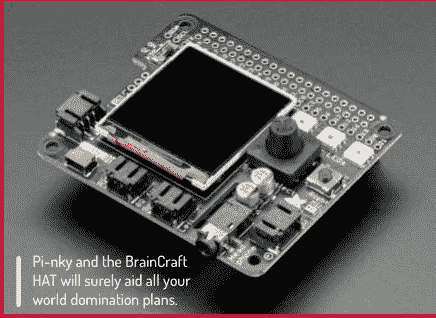 Pi-nky and the BrainCraft
HAT will surely aid all your
world domination plans.